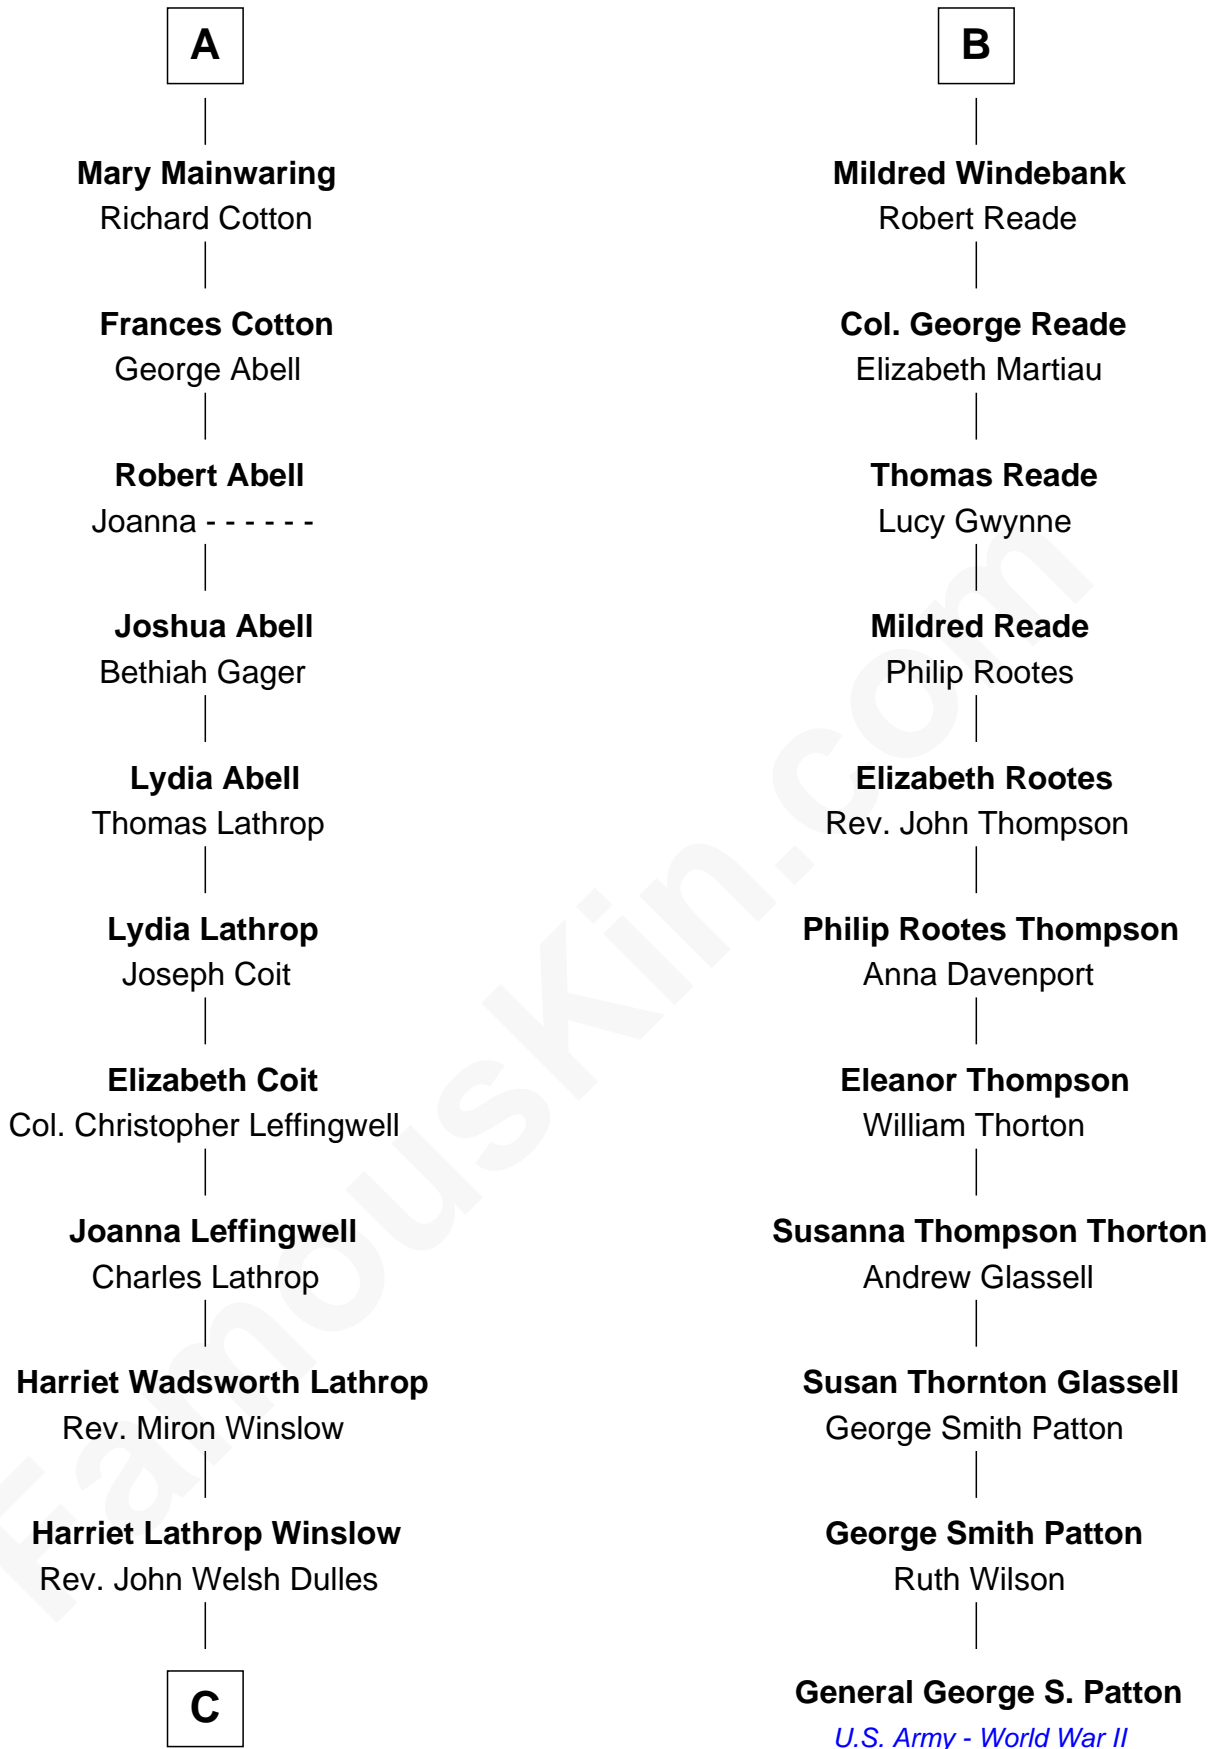 A
Mary Mainwaring
Richard Cotton
Frances Cotton
George Abell
Robert Abell
Joanna - - - - - -
Joshua Abell
Bethiah Gager
Lydia Abell
Thomas Lathrop
Lydia Lathrop
Joseph Coit
Elizabeth Coit
Col. Christopher Leffingwell
Joanna Leffingwell
Charles Lathrop
Harriet Wadsworth Lathrop
Rev. Miron Winslow
Harriet Lathrop Winslow
Rev. John Welsh Dulles
C
B
Mildred Windebank
Robert Reade
Col. George Reade
Elizabeth Martiau
Thomas Reade
Lucy Gwynne
Mildred Reade
Philip Rootes
Elizabeth Rootes
Rev. John Thompson
Philip Rootes Thompson
Anna Davenport
Eleanor Thompson
William Thorton
Susanna Thompson Thorton
Andrew Glassell
Susan Thornton Glassell
George Smith Patton
George Smith Patton
Ruth Wilson
General George S. Patton
U.S. Army - World War II
FamousKin.com